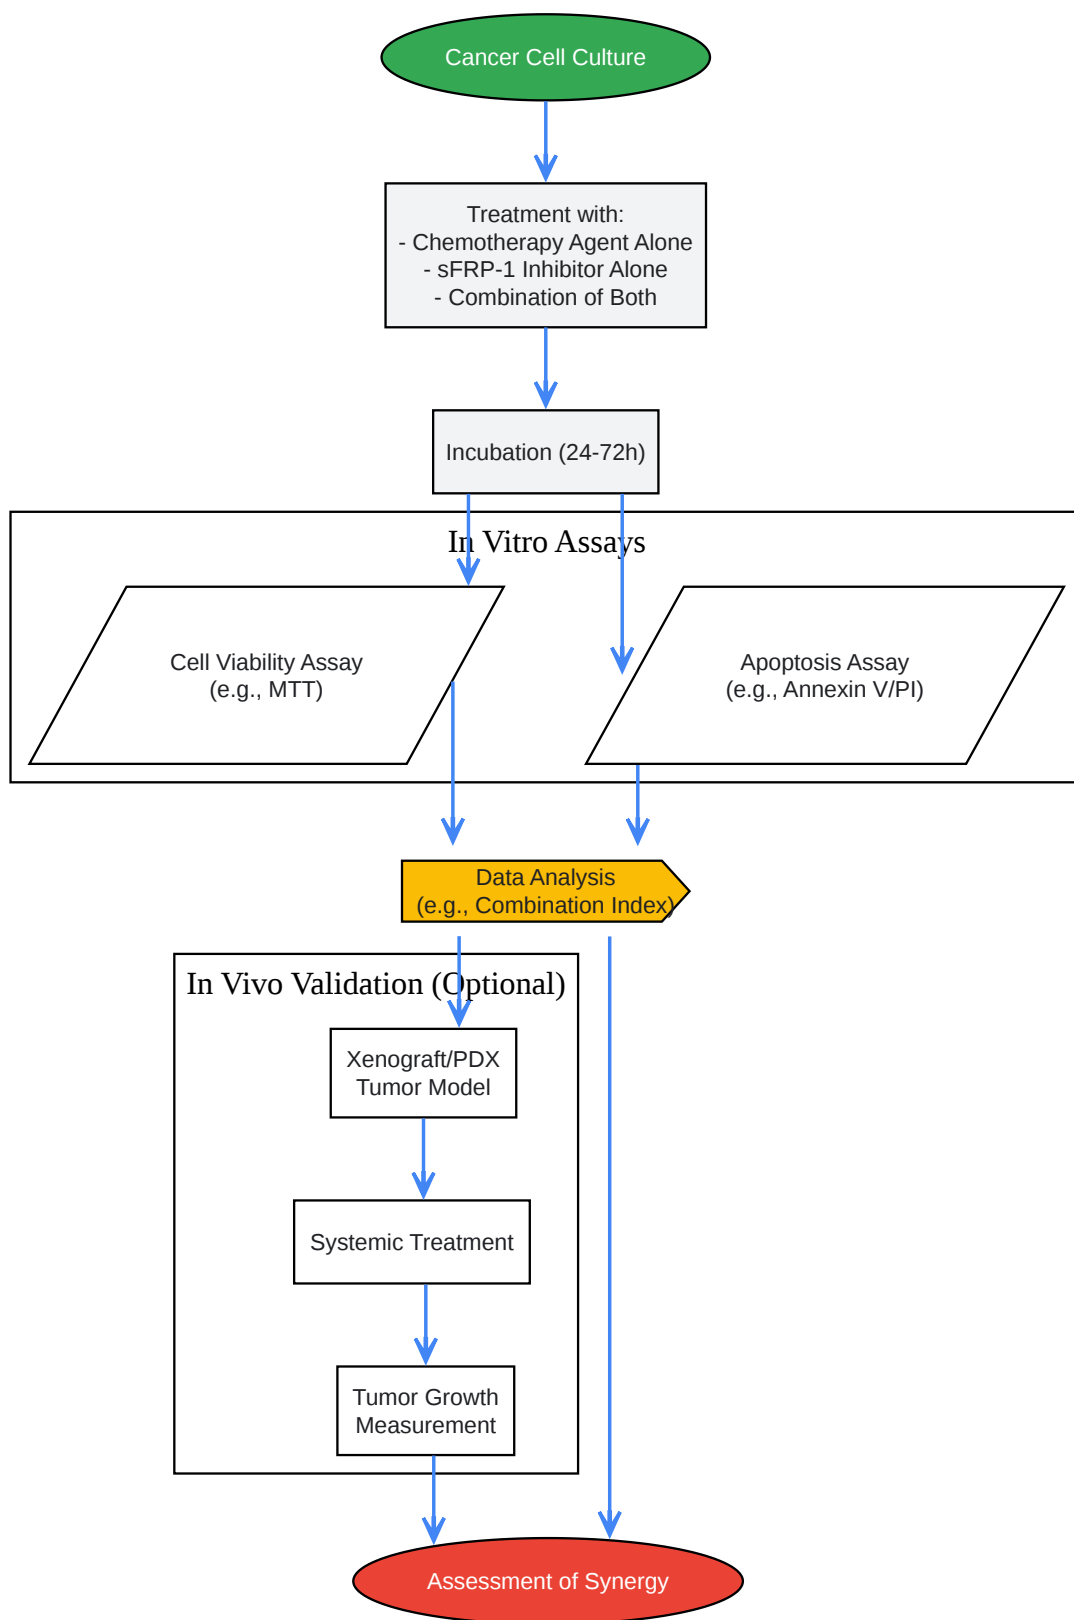 Cancer Cell Culture
Treatment with:
- Chemotherapy Agent Alone
- sFRP-1 Inhibitor Alone
- Combination of Both
Incubation (24-72h)
In Vitro Assays
Cell Viability Assay
(e.g., MTT)
Apoptosis Assay
(e.g., Annexin V/PI)
Data Analysis
(e.g., Combination Index)
In Vivo Validation (Optional)
Xenograft/PDX
Tumor Model
Systemic Treatment
Tumor Growth
Measurement
Assessment of Synergy